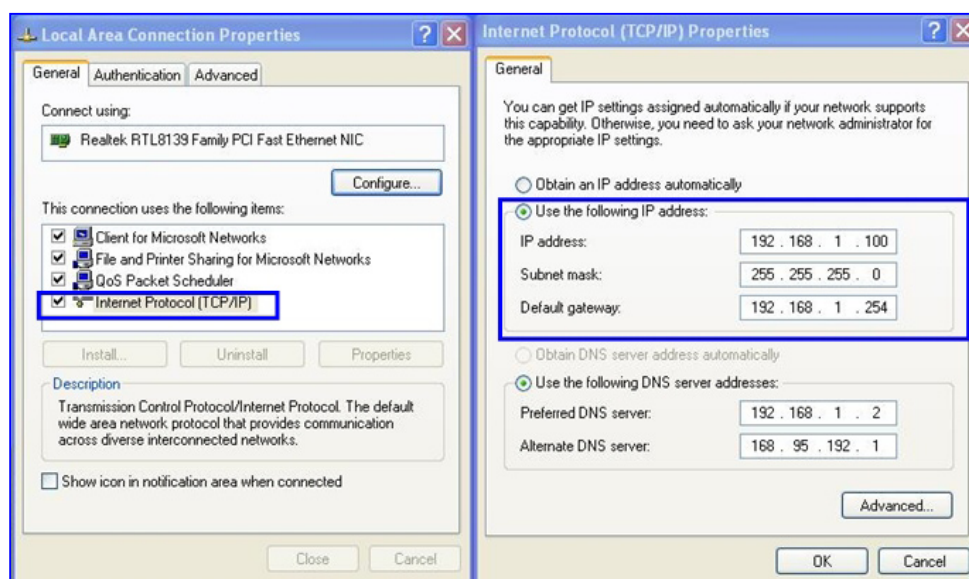 Local Area Connection Properties
General Authentication Advanced
Connect using:
Realtek RTL8139 Family PCI Fast Ethernet NIC
Configure...
This connection uses the following items:
Client for Microsoft Networks
File and Printer Sharing for Microsoft Networks
QoS Packet Scheduler
Internet Protocol (TCP/IP)
Install... Uninstall Properties
Description
Transmission Control Protocol/Internet Protocol. The default
wide area network protocol that provides communication
across diverse interconnected networks.
Show icon in notification area when connected
Close Cancel
Internet Protocol (TCP/IP) Properties
General
You can get IP settings assigned automatically if your network supports
this capability. Otherwise, you need to ask your network administrator for
the appropriate IP settings.
Obtain an IP address automatically
Use the following IP address:
IP address: 192 . 168 . 1 . 100
Subnet mask: 255 . 255 . 255 . 0
Default gateway: 192 . 168 . 1 . 254
Obtain DNS server address automatically
Use the following DNS server addresses:
Preferred DNS server: 192 . 168 . 1 . 2
Alternate DNS server: 168 . 95 . 192 . 1
Advanced...
OK Cancel